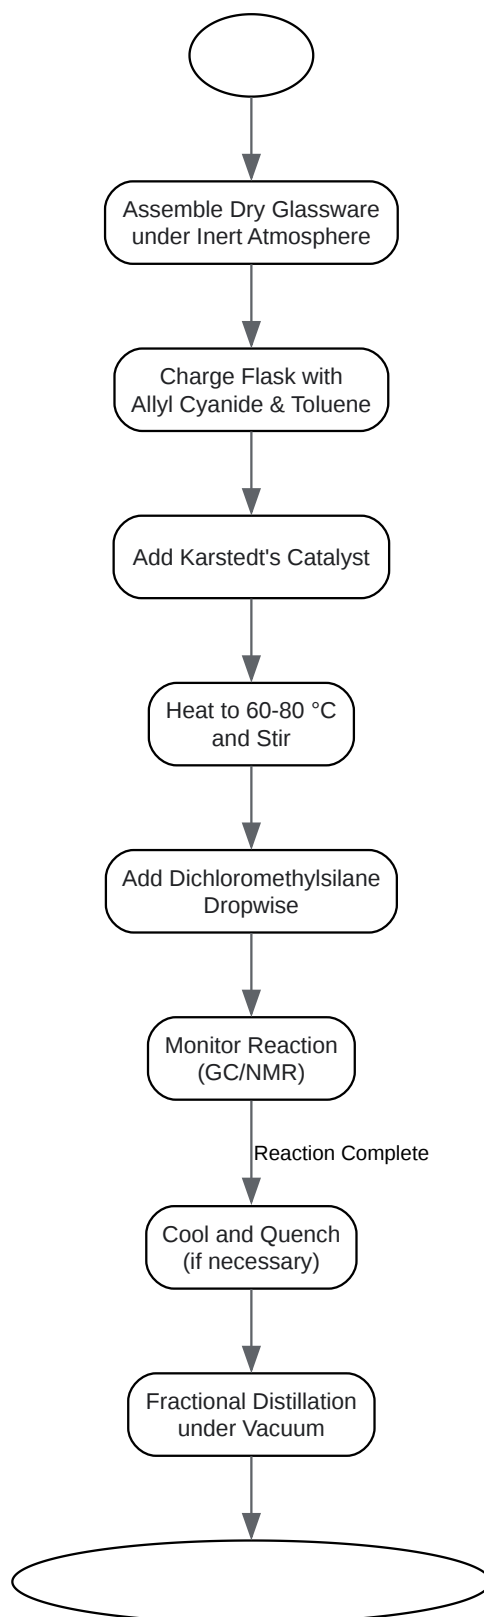 Assemble Dry Glassware
under Inert Atmosphere
Charge Flask with
Allyl Cyanide & Toluene
Add Karstedt's Catalyst
Heat to 60-80 °C
and Stir
Add Dichloromethylsilane
Dropwise
Monitor Reaction
(GC/NMR)
Reaction Complete
Cool and Quench
(if necessary)
Fractional Distillation
under Vacuum